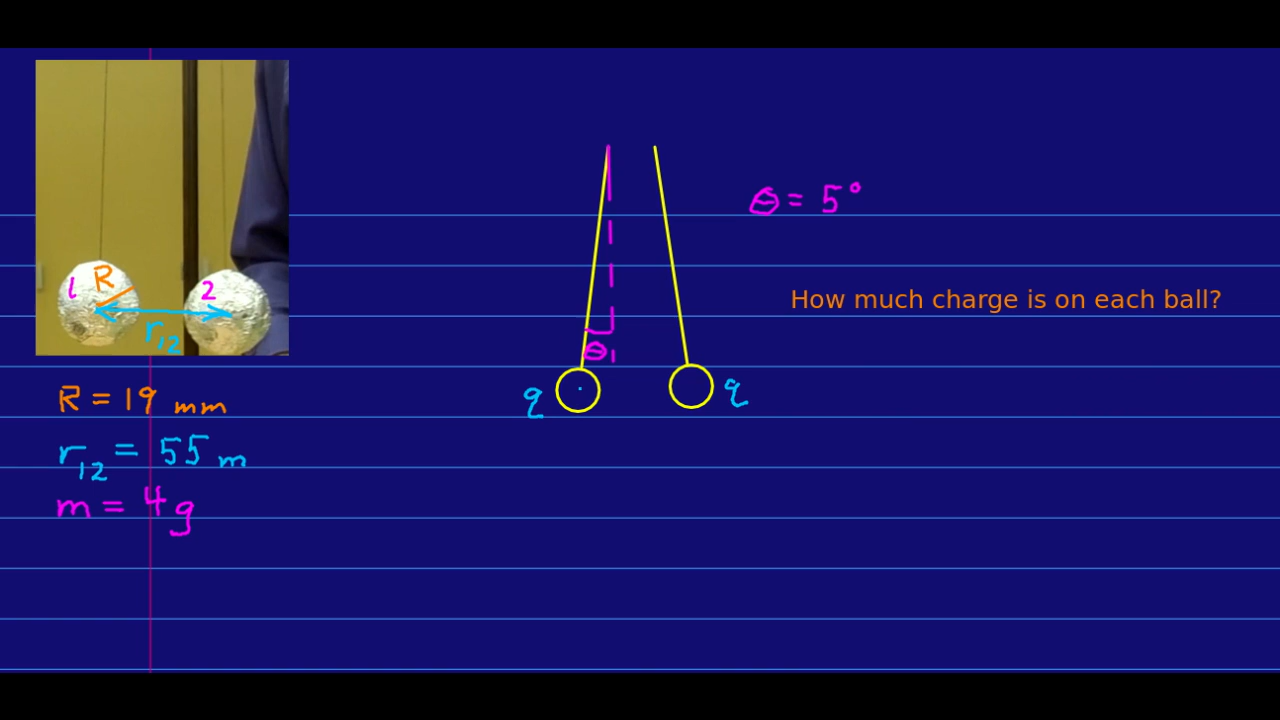 1 R 2
r12
R = 19 mm
r12 = 55 m
m = 4g
θ1
q q
θ = 5°
How much charge is on each ball?